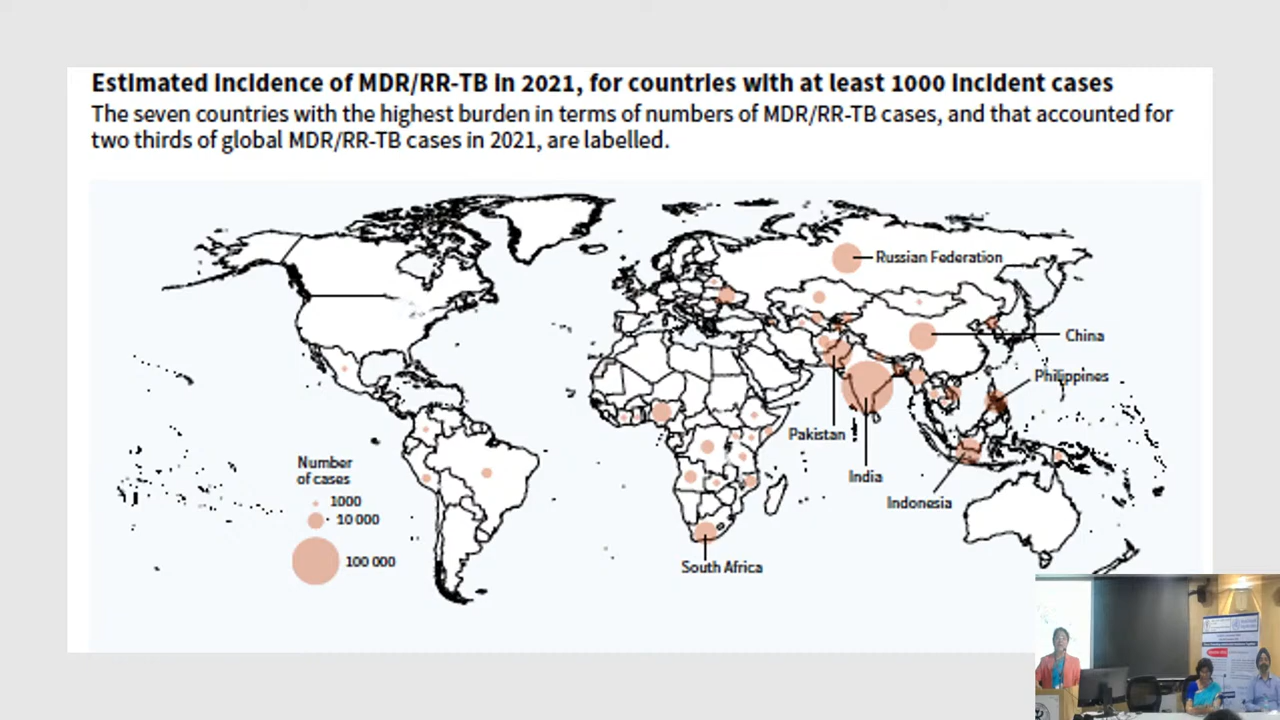 Estimated incidence of MDR/RR-TB in 2021, for countries with at least 1000 incident cases
The seven countries with the highest burden in terms of numbers of MDR/RR-TB cases, and that accounted for
two thirds of global MDR/RR-TB cases in 2021, are labelled.
Russian Federation
China
Philippines
Pakistan
India
Indonesia
South Africa
Number
of cases
1000
10 000
100 000